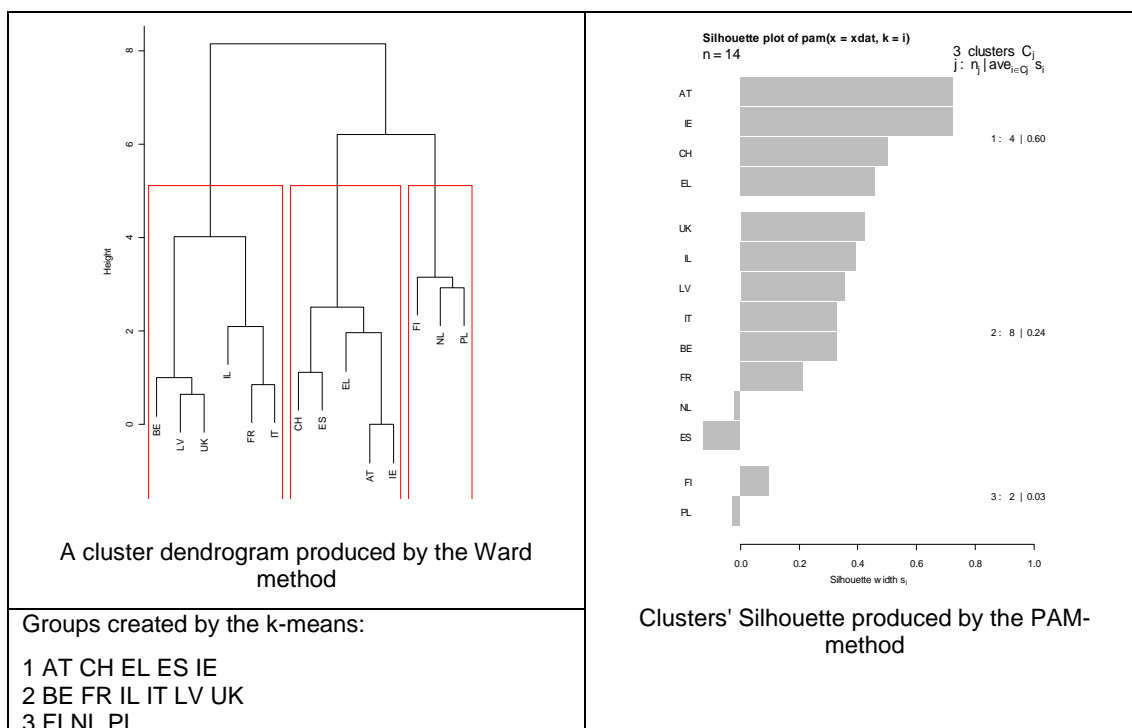 8
6
4
2
0
Height
BE
LV
UK
IL
FR
IT
CH
ES
EL
AT
IE
FI
NL
PL
A cluster dendrogram produced by the Ward
method
Groups created by the k-means:
1 AT CH EL ES IE
2 BE FR IL IT LV UK
3 FI NL PL
Silhouette plot of pam(x = xdat, k = i)
n = 14
3 clusters Cj
j : nj | avei∈Cj si
AT
IE
CH
EL
1 : 4 | 0.60
UK
IL
LV
IT
BE
FR
NL
ES
2 : 8 | 0.24
FI
PL
3 : 2 | 0.03
0.0 0.2 0.4 0.6 0.8 1.0
Silhouette width si
Clusters' Silhouette produced by the PAM-
method